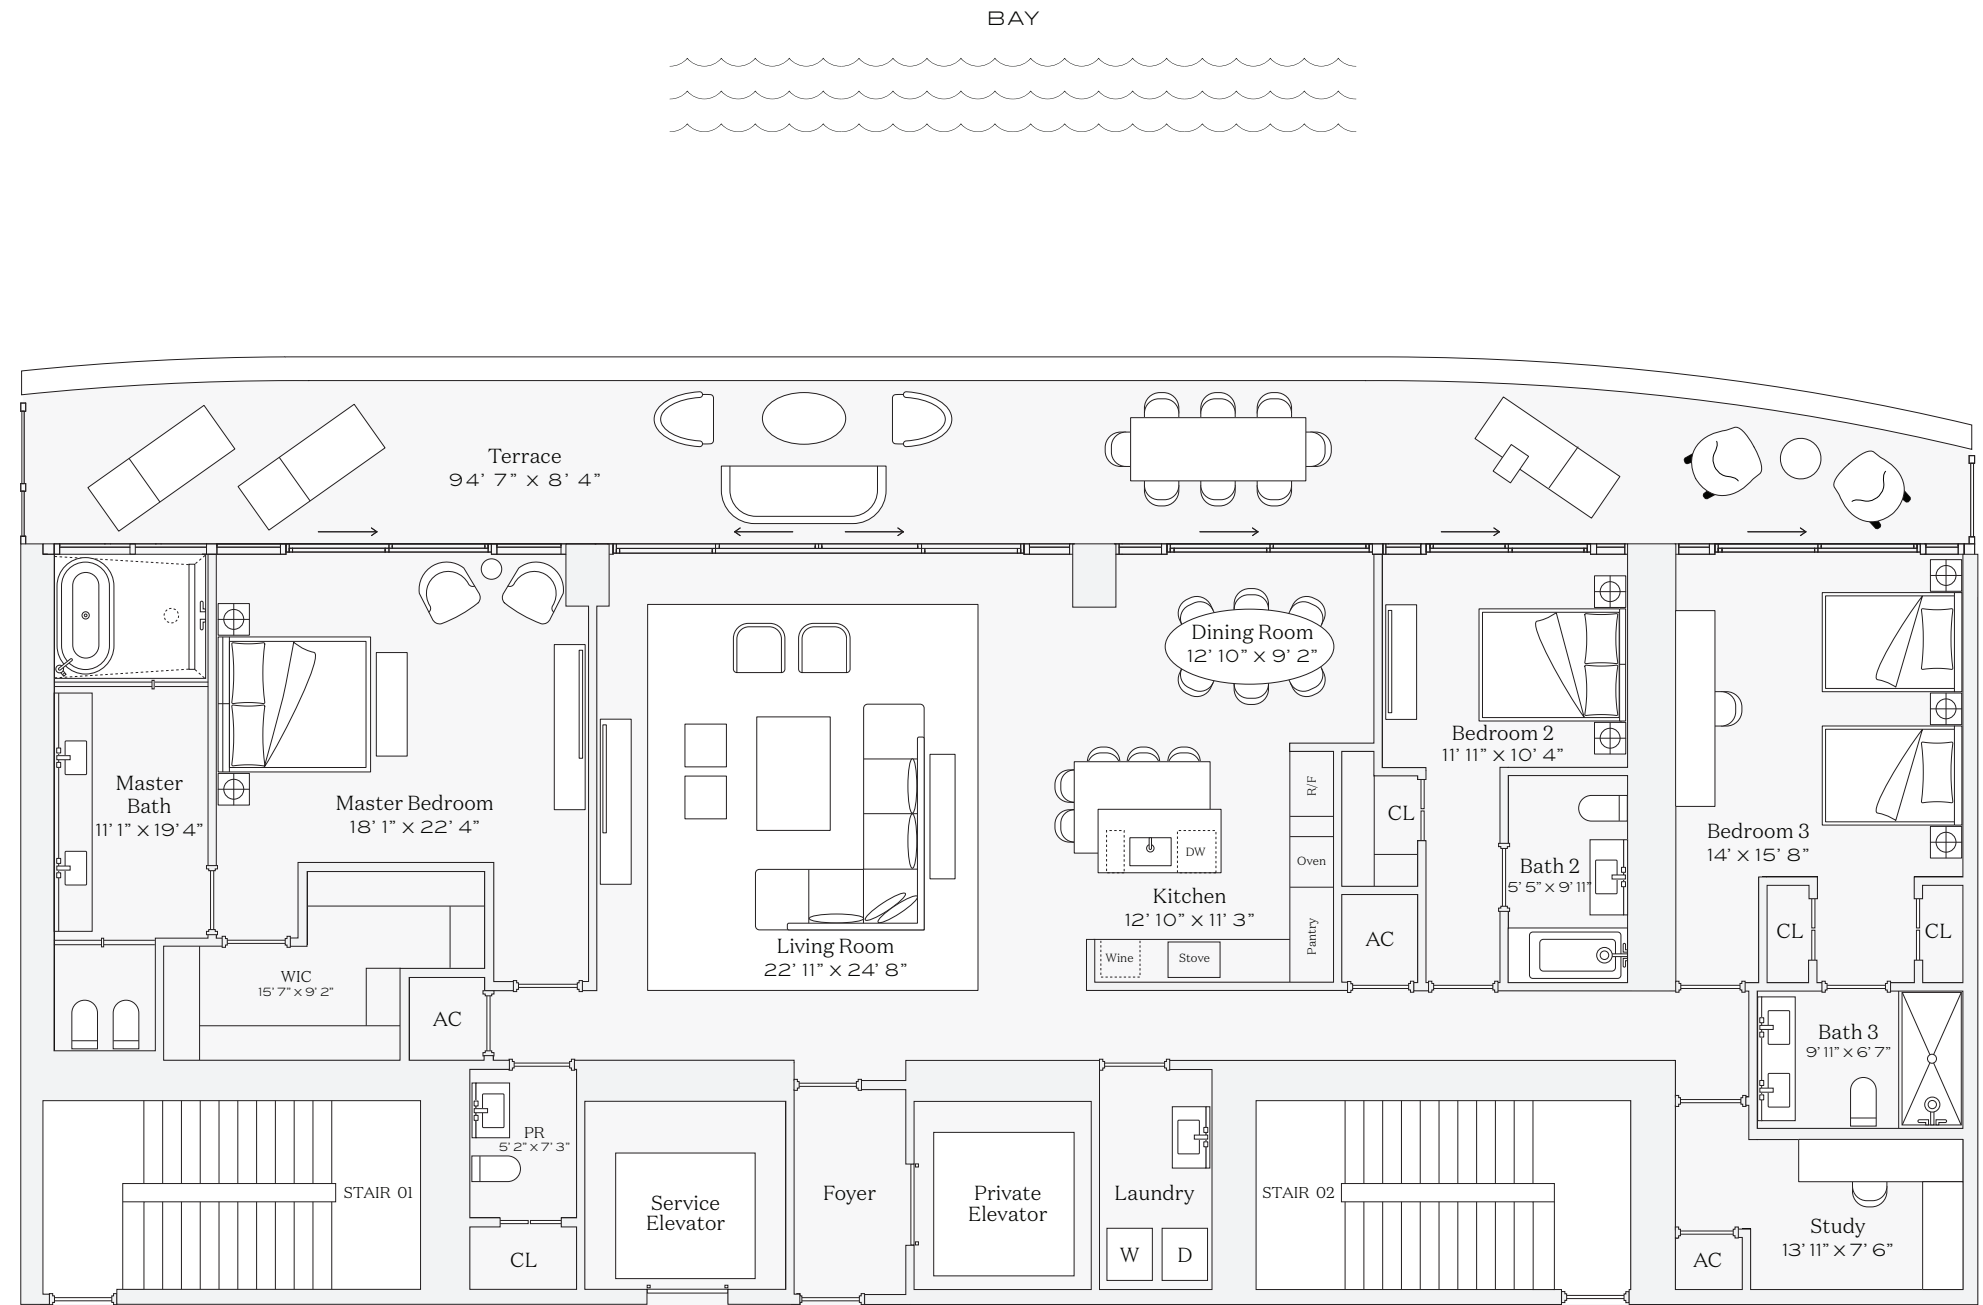 BAY
Terrace
94' 7" x 8' 4"
Dining Room
12' 10" x 9' 2"
Bedroom 2
11' 11" x 10' 4"
Master
Bath
11' 1" x 19' 4"
Master Bedroom
18' 1" x 22' 4"
R/F
CL
Bedroom 3
14' x 15' 8"
DW
Oven
Bath 2
5' 5" x 9' 11"
Kitchen
12' 10" x 11' 3"
Living Room
22' 11" x 24' 8"
Pantry
AC
CL
CL
Wine
Stove
WIC
15' 7" x 9' 2"
AC
Bath 3
9' 11" x 6' 7"
PR
5' 2" x 7' 3"
STAIR 01
Service
Elevator
Foyer
Private
Elevator
Laundry
STAIR 02
Study
13' 11" x 7' 6"
CL
W
D
AC